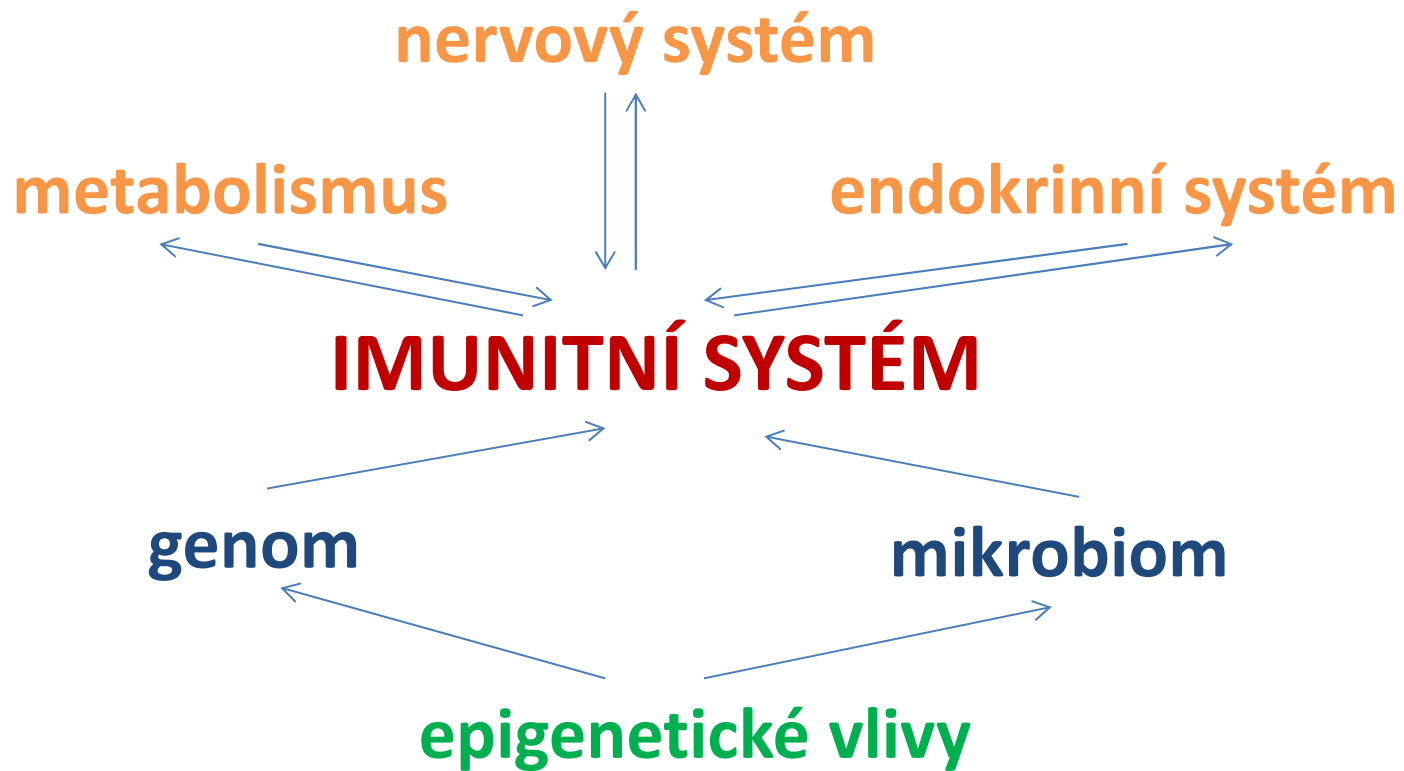 nervový systém
metabolismus
endokrinní systém
IMUNITNÍ SYSTÉM
genom
mikrobiom
epigenetické vlivy